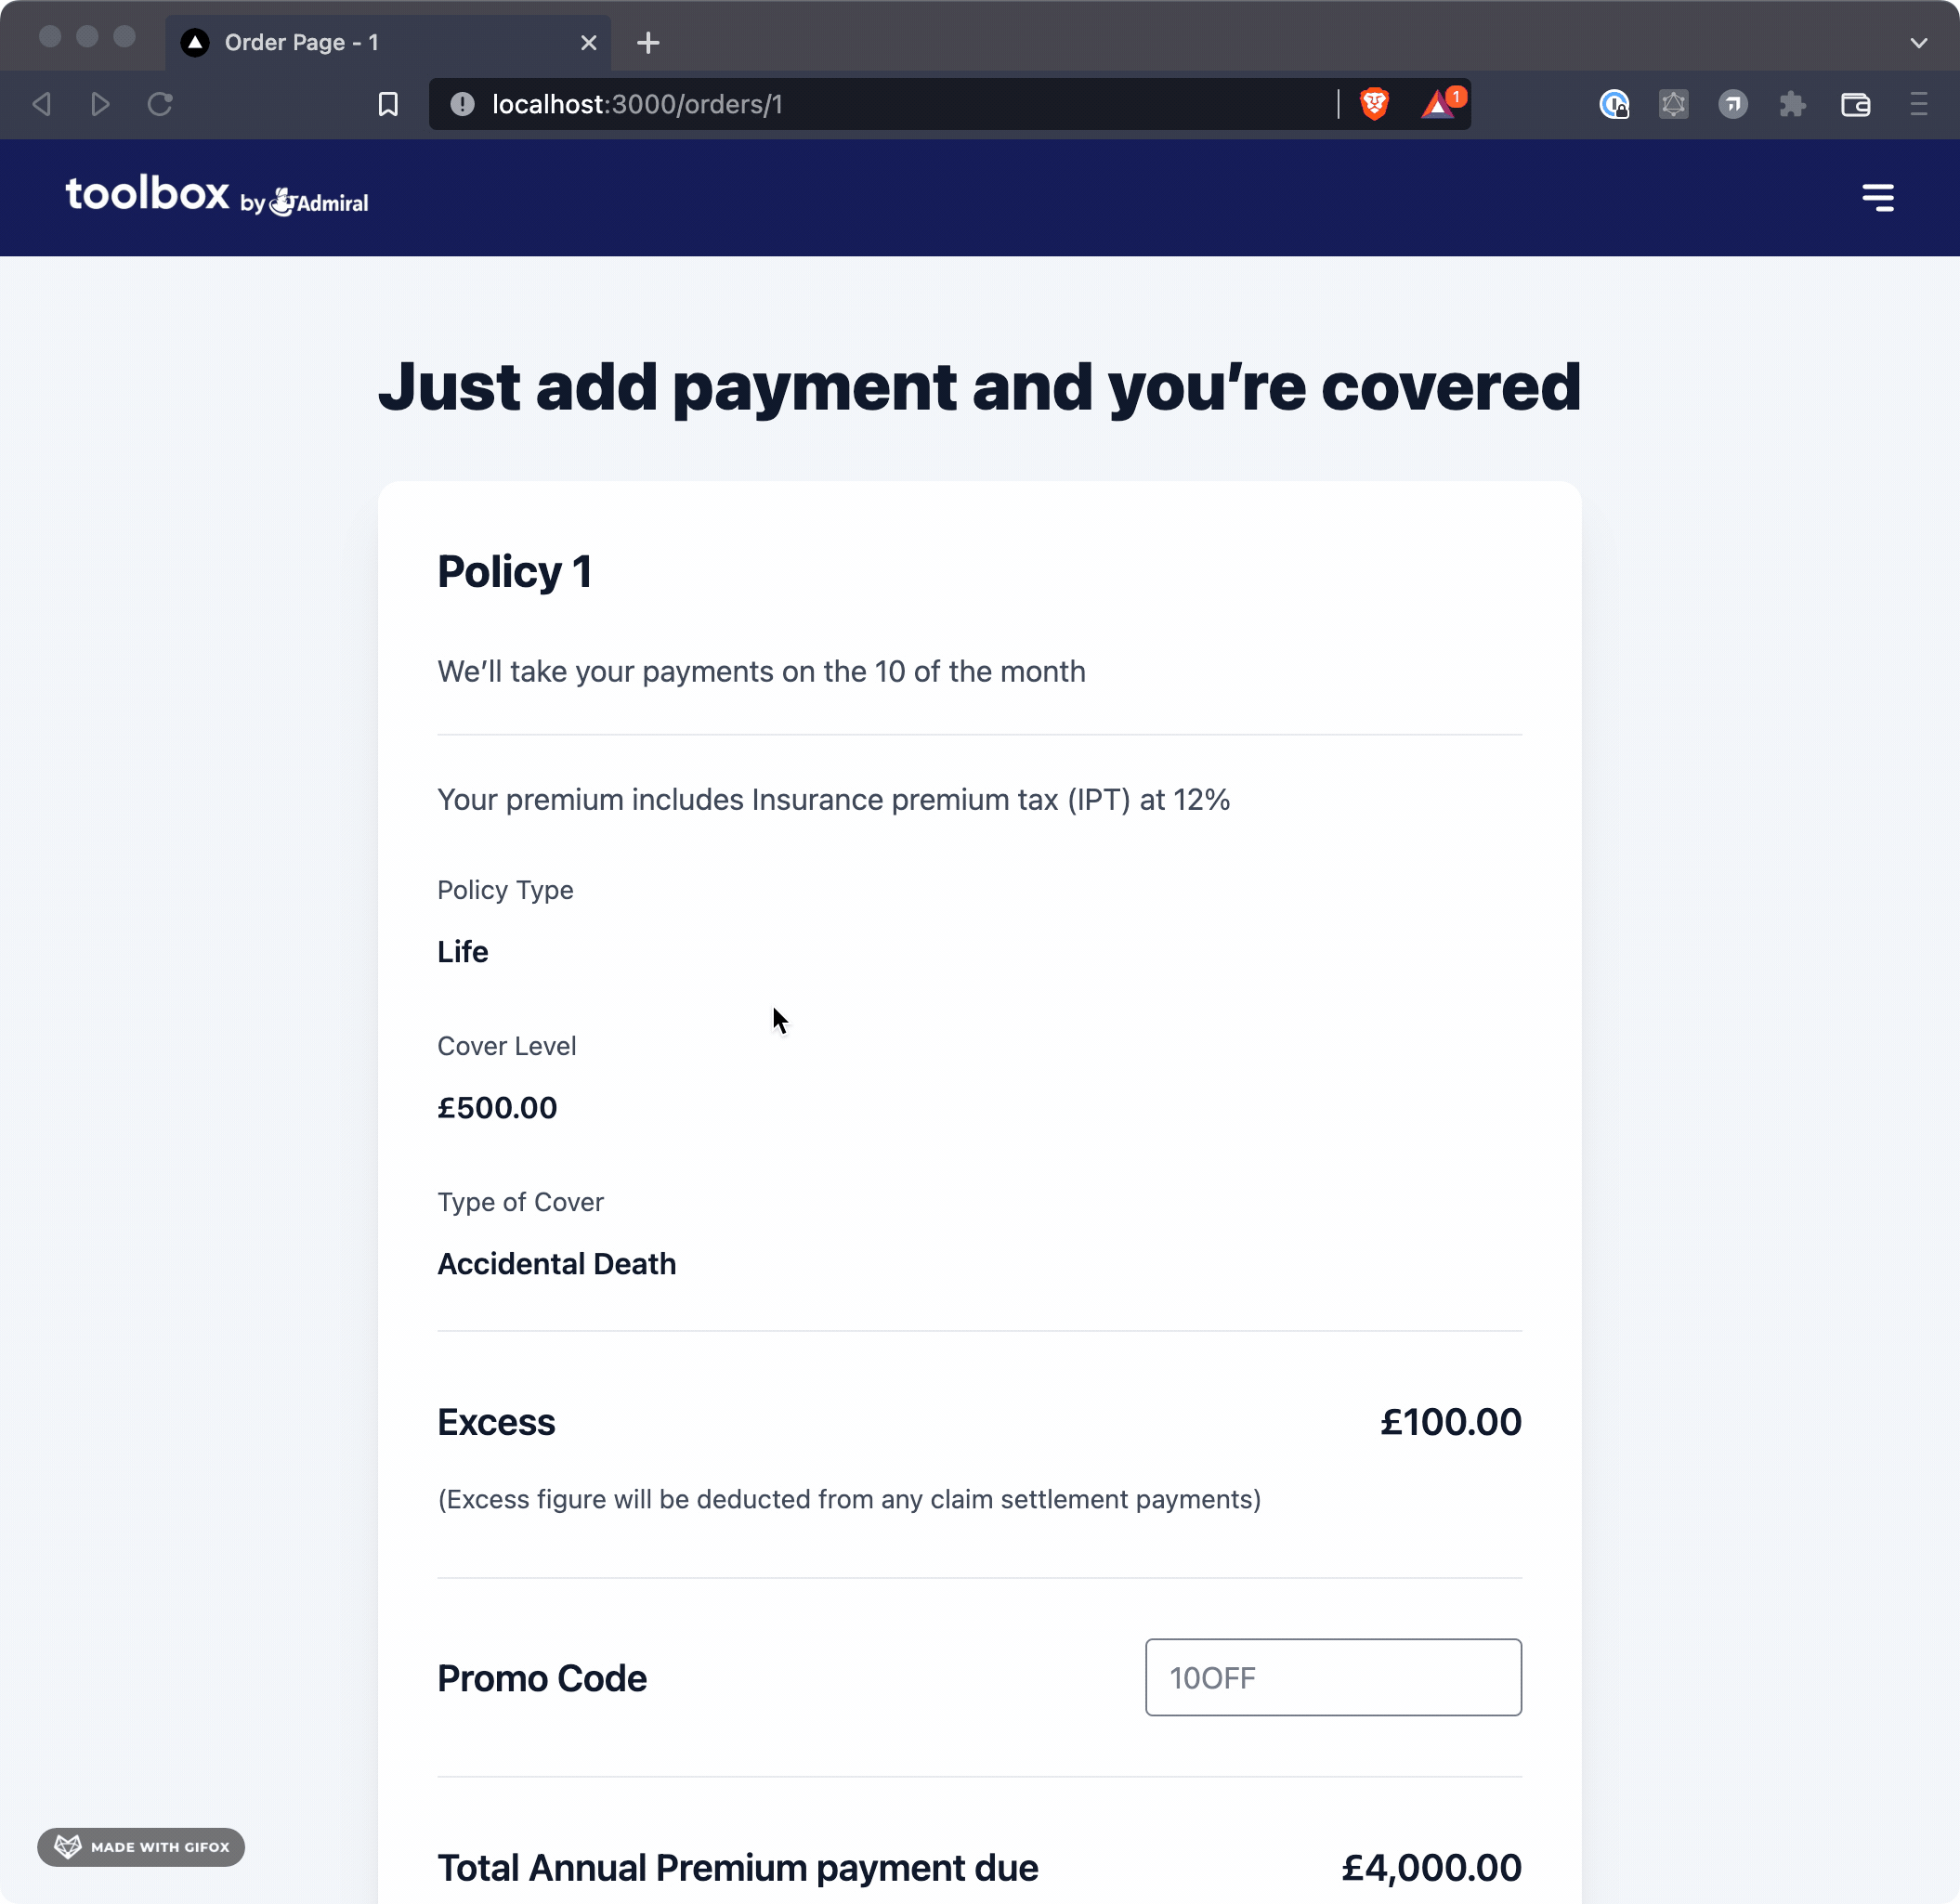 Order Page - 1
localhost:3000/orders/1
1
toolbox by Admiral
Just add payment and you’re covered
Policy 1
We’ll take your payments on the 10 of the month
Your premium includes Insurance premium tax (IPT) at 12%
Policy Type
Life
Cover Level
£500.00
Type of Cover
Accidental Death
Excess
£100.00
(Excess figure will be deducted from any claim settlement payments)
Promo Code
10OFF
MADE WITH GIFOX
Total Annual Premium payment due
£4,000.00